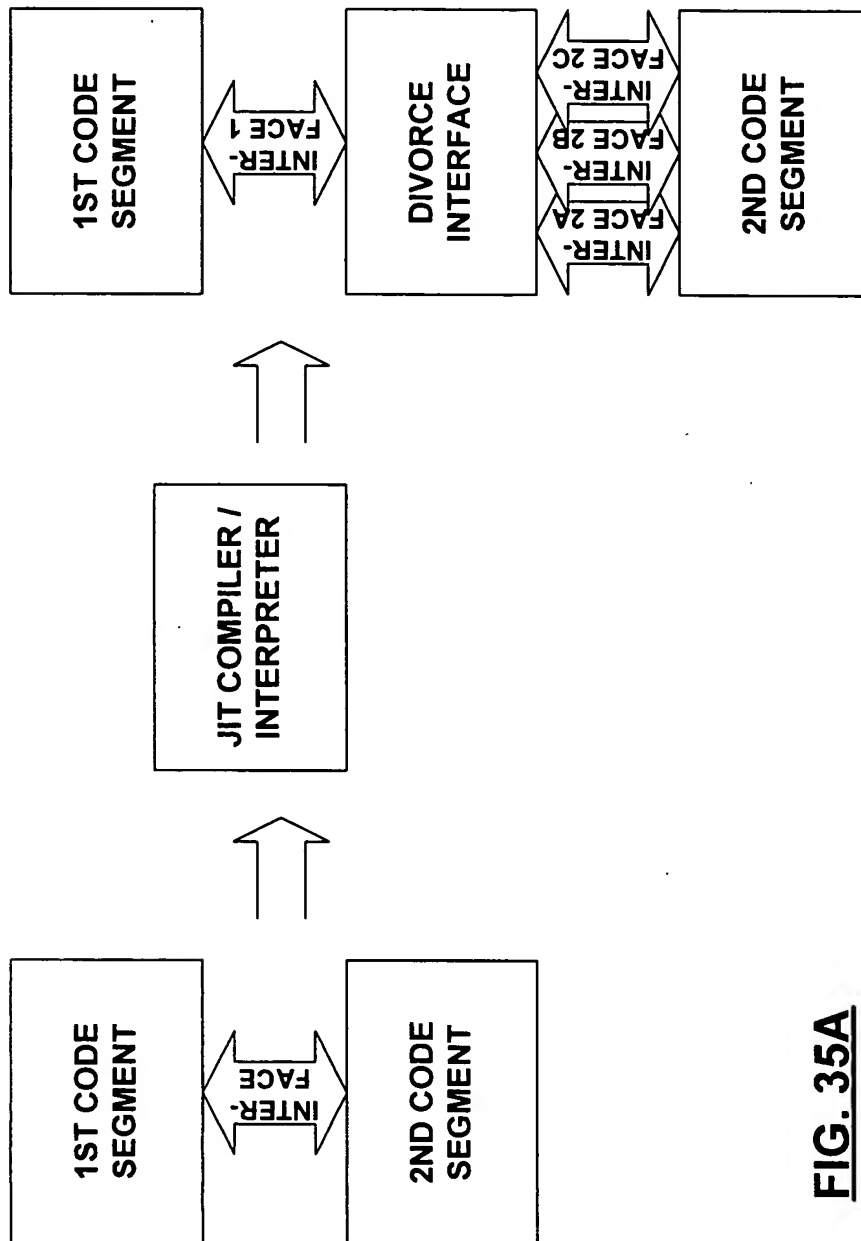 1ST CODE
SEGMENT
INTER-
FACE
2ND CODE
SEGMENT
JIT COMPILER /
INTERPRETER
1ST CODE
SEGMENT
INTER-
FACE 1
DIVORCE
INTERFACE
INTER-
FACE 2A
INTER-
FACE 2B
INTER-
FACE 2C
2ND CODE
SEGMENT
FIG. 35A